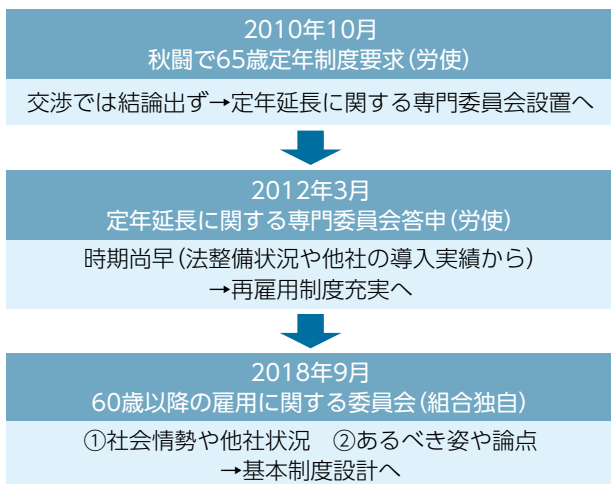 2010年10月
秋闘で65歳定年制度要求(労使)
交渉では結論出ず→定年延長に関する専門委員会設置へ
2012年3月
定年延長に関する専門委員会答申(労使)
時期尚早(法整備状況や他社の導入実績から)
→再雇用制度充実へ
2018年9月
60歳以降の雇用に関する委員会(組合独自)
①社会情勢や他社状況　②あるべき姿や論点
→基本制度設計へ